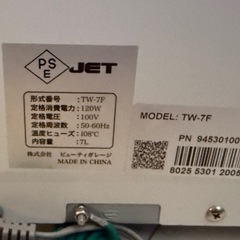 PS
E
JET
形式番号: TW-7F
定格消費電力: 120W
定格電圧: 100V
定格周波数: 50-60Hz
温度ヒューズ: 108℃
容量: 7L
株式会社 ビューティガレージ
MADE IN CHINA
MODEL: TW-7F
PN 94530100
8025 5301 2005